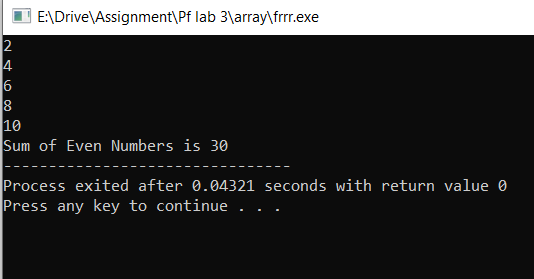 E:\Drive\Assignment\Pf lab 3\array\frrr.exe
2
4
6
8
10
Sum of Even Numbers is 30
--------------------------------
Process exited after 0.04321 seconds with return value 0
Press any key to continue . . .